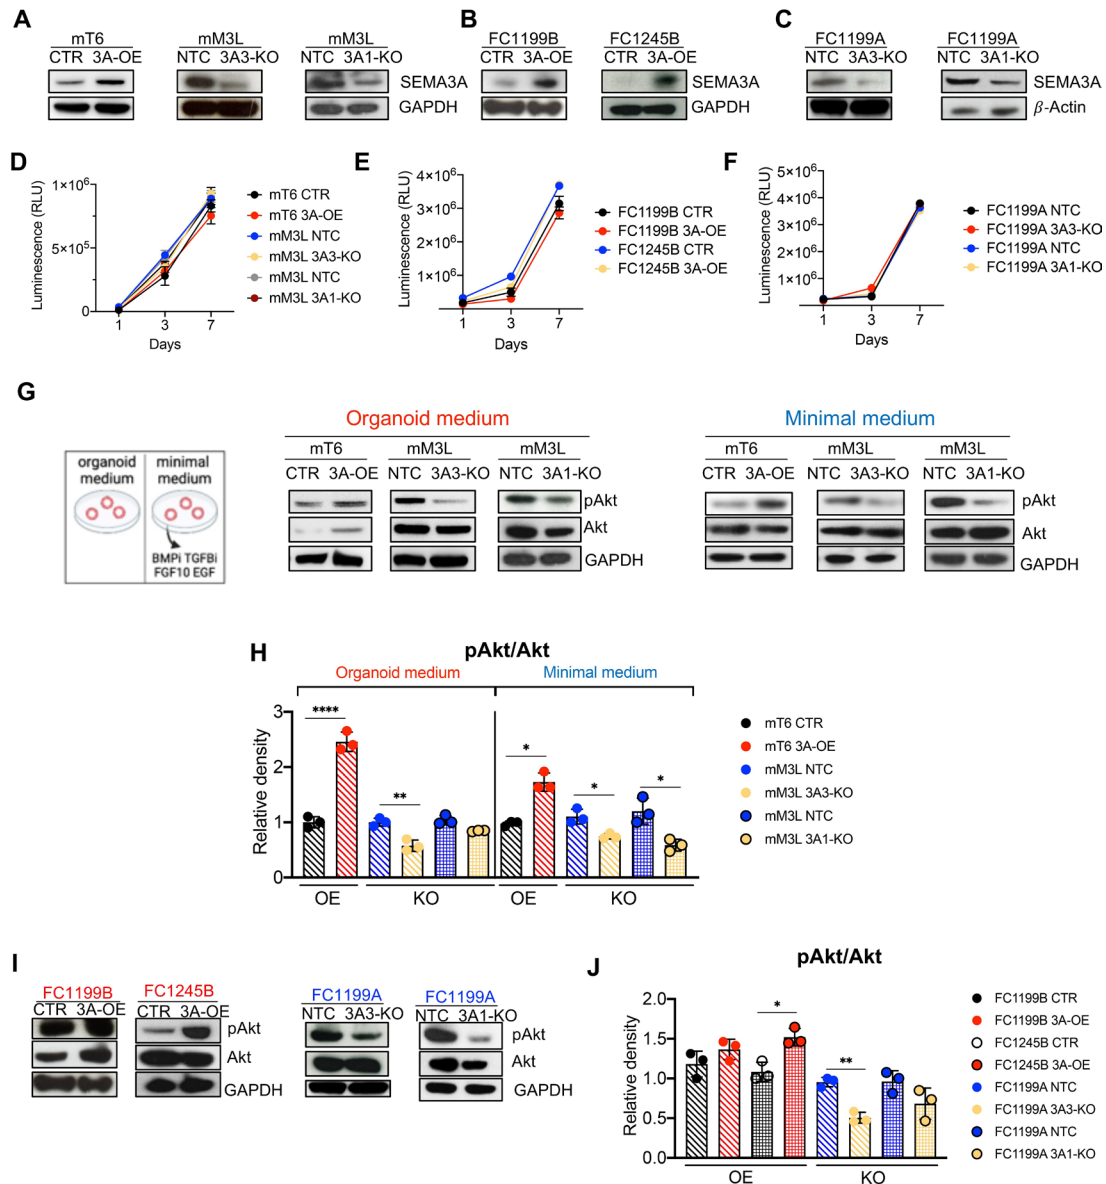 A
mT6
CTR 3A-OE
mM3L
NTC 3A3-KO
mM3L
NTC 3A1-KO
SEMA3A
GAPDH
B
FC1199B
CTR 3A-OE
FC1245B
CTR 3A-OE
SEMA3A
GAPDH
C
FC1199A
NTC 3A3-KO
FC1199A
NTC 3A1-KO
SEMA3A
β-Actin
D
Luminescence (RLU)
1×10⁶
5×10⁵
0
1 3 7
Days
mT6 CTR
mT6 3A-OE
mM3L NTC
mM3L 3A3-KO
mM3L NTC
mM3L 3A1-KO
E
Luminescence (RLU)
4×10⁶
3×10⁶
2×10⁶
1×10⁶
1 3 7
Days
FC1199B CTR
FC1199B 3A-OE
FC1245B CTR
FC1245B 3A-OE
F
Luminescence (RLU)
5×10⁶
4×10⁶
3×10⁶
2×10⁶
1×10⁶
1 3 7
Days
FC1199A NTC
FC1199A 3A3-KO
FC1199A NTC
FC1199A 3A1-KO
G
organoid medium
minimal medium
BMPi TGFBi
FGF10 EGF
Organoid medium
mT6 mM3L mM3L
CTR 3A-OE NTC 3A3-KO NTC 3A1-KO
pAkt
Akt
GAPDH
Minimal medium
mT6 mM3L mM3L
CTR 3A-OE NTC 3A3-KO NTC 3A1-KO
pAkt
Akt
GAPDH
H
pAkt/Akt
Organoid medium Minimal medium
Relative density
3
2
1
0
**** ** * * *
OE KO OE KO
mT6 CTR
mT6 3A-OE
mM3L NTC
mM3L 3A3-KO
mM3L NTC
mM3L 3A1-KO
I
FC1199B
CTR 3A-OE
FC1245B
CTR 3A-OE
pAkt
Akt
GAPDH
FC1199A
NTC 3A3-KO
FC1199A
NTC 3A1-KO
pAkt
Akt
GAPDH
J
pAkt/Akt
Relative density
2.0
1.5
1.0
0.5
0.0
* **
OE KO
FC1199B CTR
FC1199B 3A-OE
FC1245B CTR
FC1245B 3A-OE
FC1199A NTC
FC1199A 3A3-KO
FC1199A NTC
FC1199A 3A1-KO